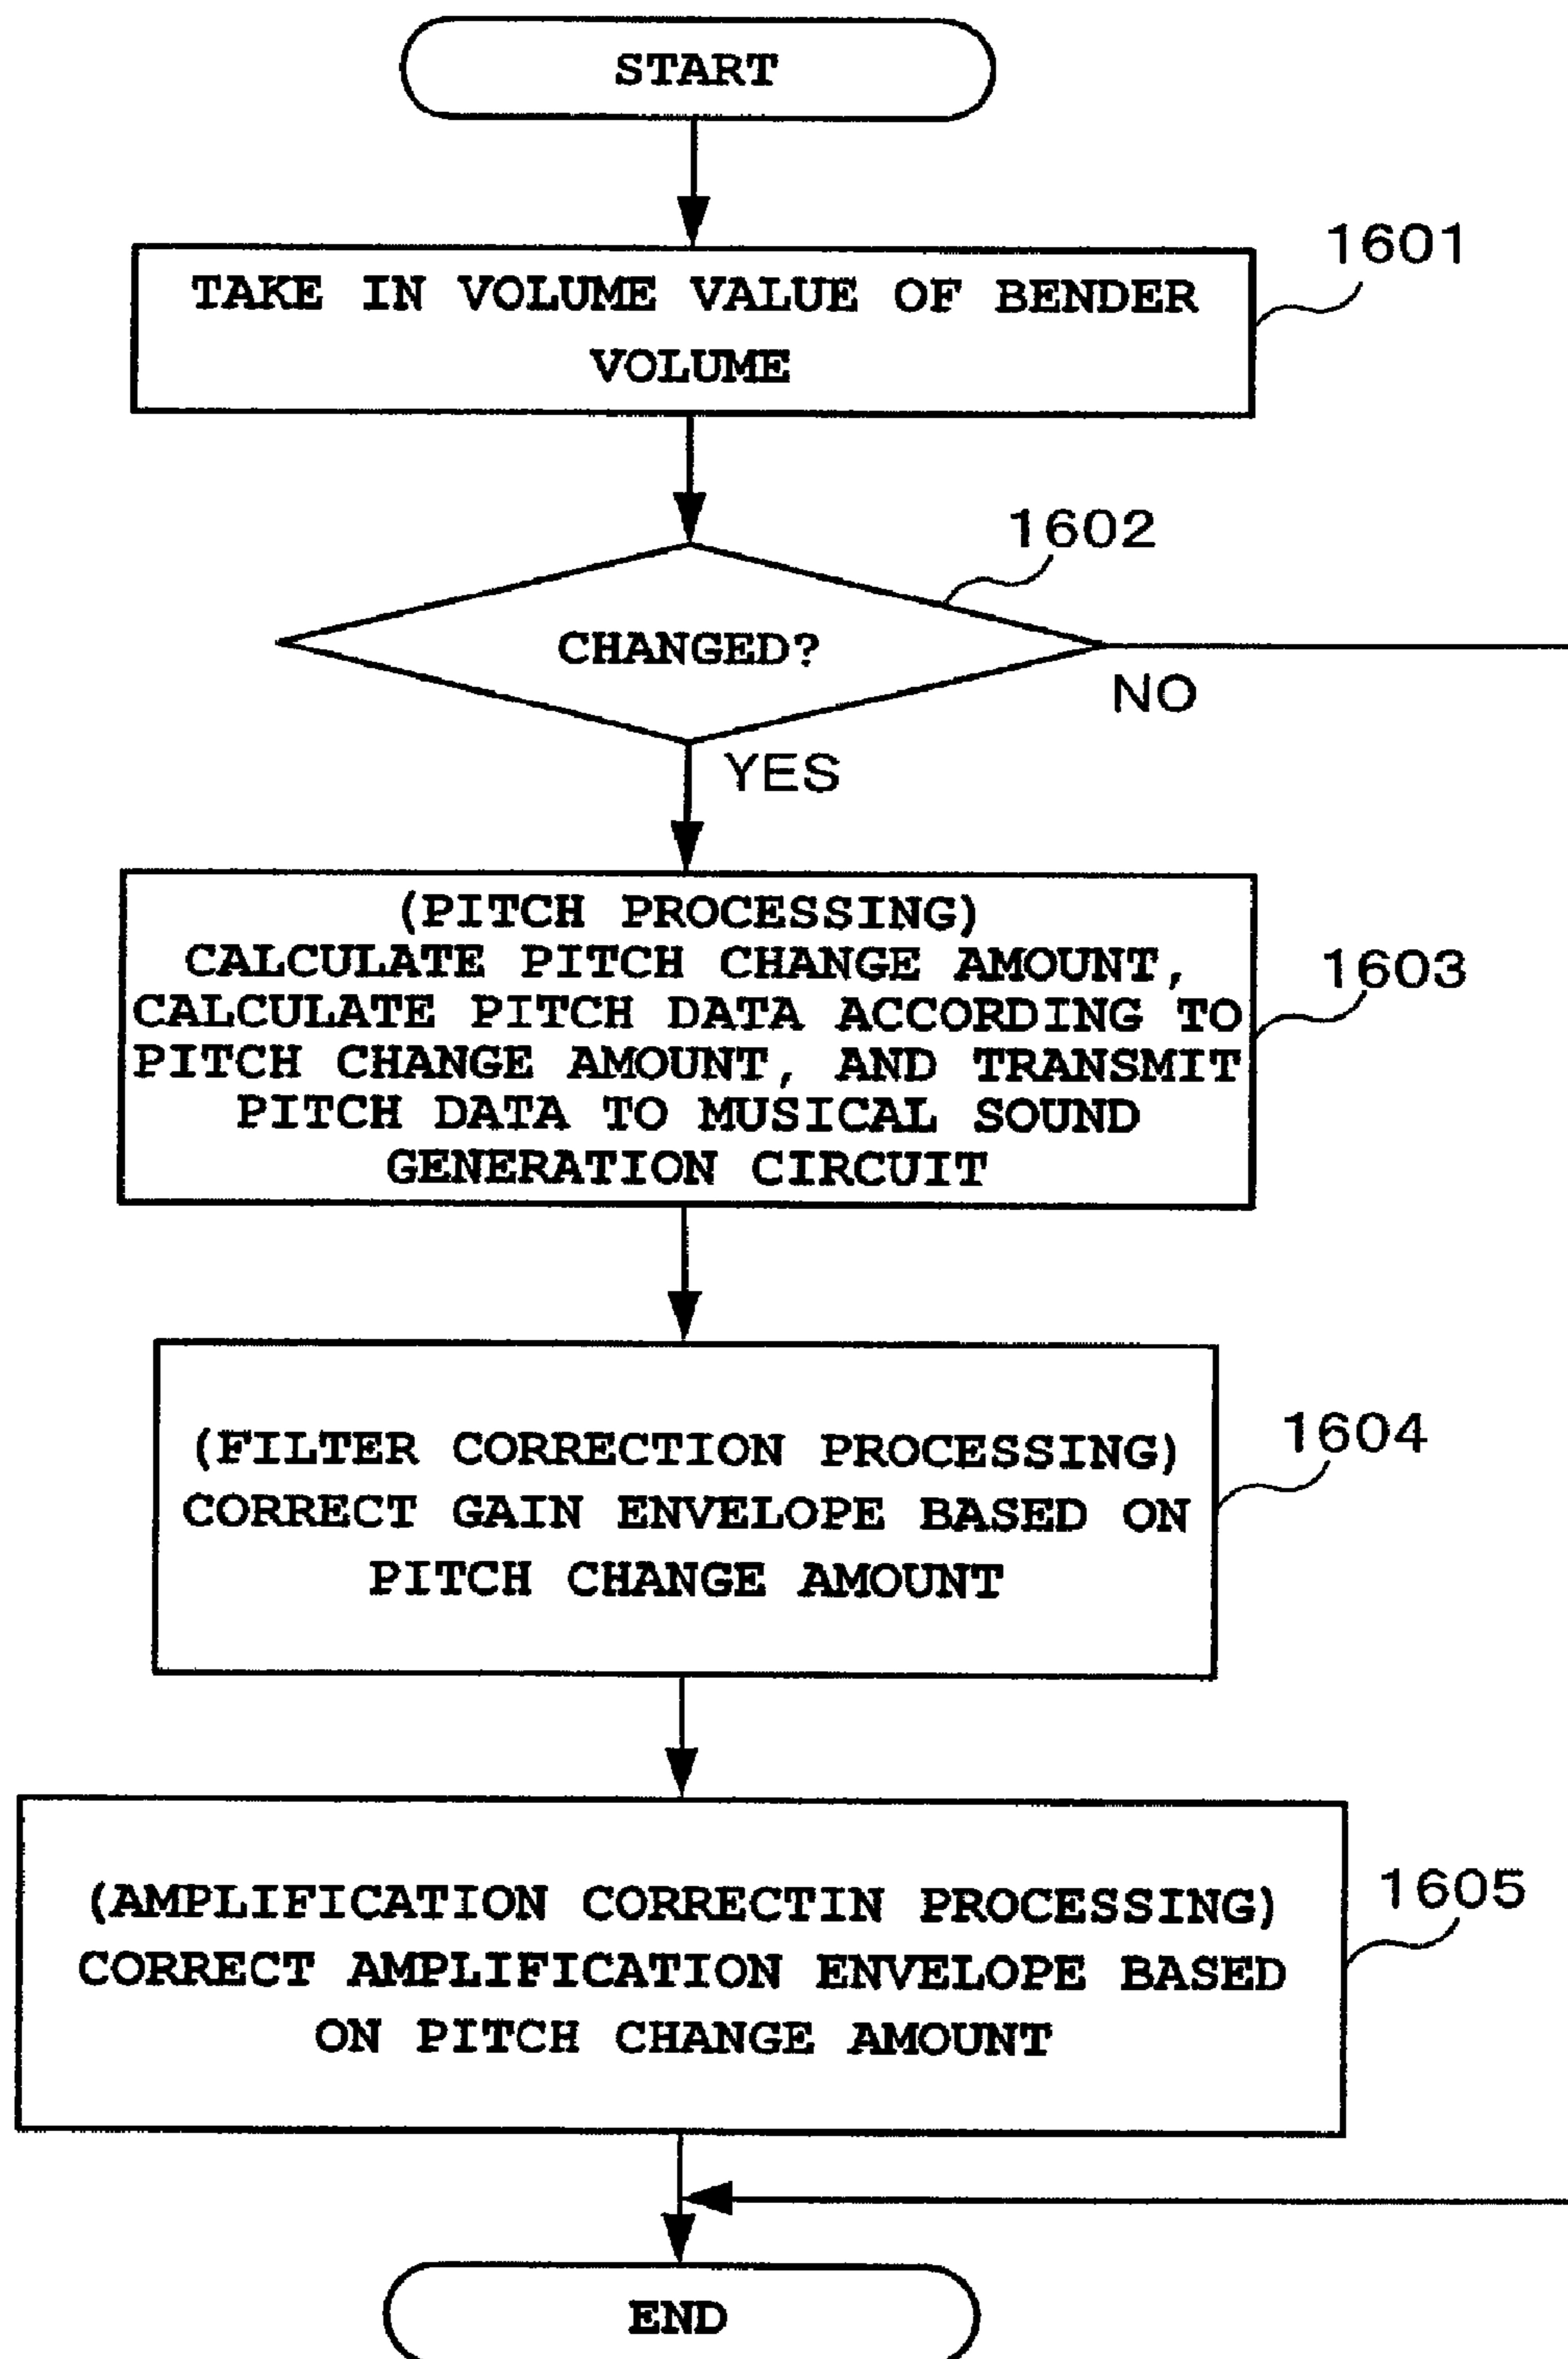 START
1601
TAKE IN VOLUME VALUE OF BENDER
VOLUME
1602
CHANGED?
NO
YES
(PITCH PROCESSING)
CALCULATE PITCH CHANGE AMOUNT,
CALCULATE PITCH DATA ACCORDING TO
PITCH CHANGE AMOUNT, AND TRANSMIT
PITCH DATA TO MUSICAL SOUND
GENERATION CIRCUIT
1603
(FILTER CORRECTION PROCESSING)
CORRECT GAIN ENVELOPE BASED ON
PITCH CHANGE AMOUNT
1604
(AMPLIFICATION CORRECTIN PROCESSING)
CORRECT AMPLIFICATION ENVELOPE BASED
ON PITCH CHANGE AMOUNT
1605
END